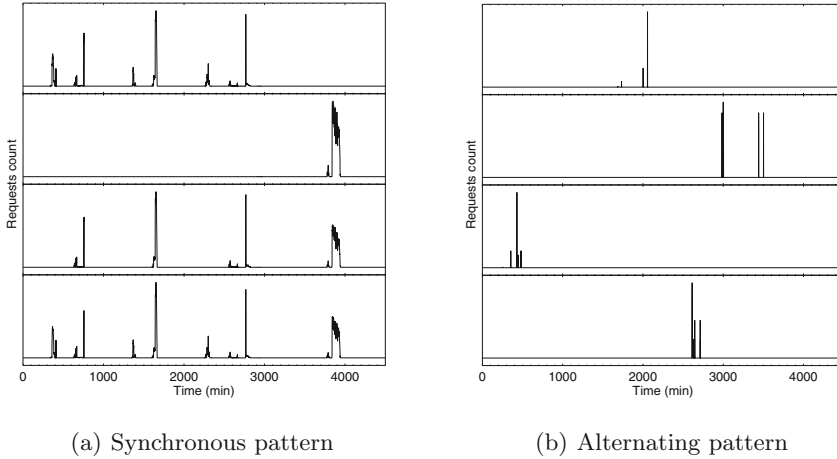 Requests count
0 1000 2000 3000 4000
Time (min)
(a) Synchronous pattern
Requests count
0 1000 2000 3000 4000
Time (min)
(b) Alternating pattern